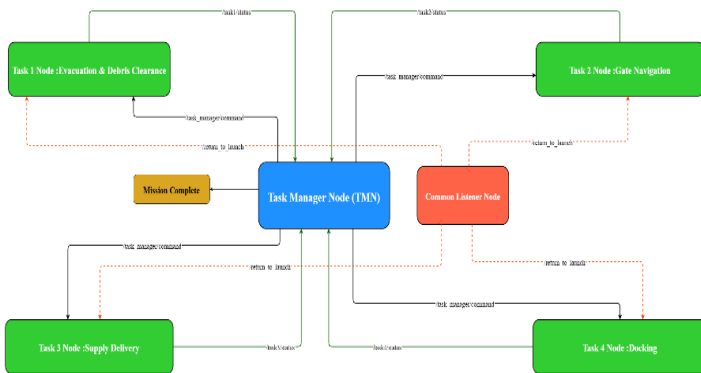 /task1/status
/task2/status
Task 1 Node :Evacuation & Debris Clearance
Task 2 Node :Gate Navigation
/task_manager/command
/task_manager/command
/return_to_launch
/return_to_launch
Mission Complete
Task Manager Node (TMN)
Common Listener Node
/task_manager/command
/return_to_launch
/return_to_launch
/task_manager/command
Task 3 Node :Supply Delivery
/task3/status
Task 4 Node :Docking